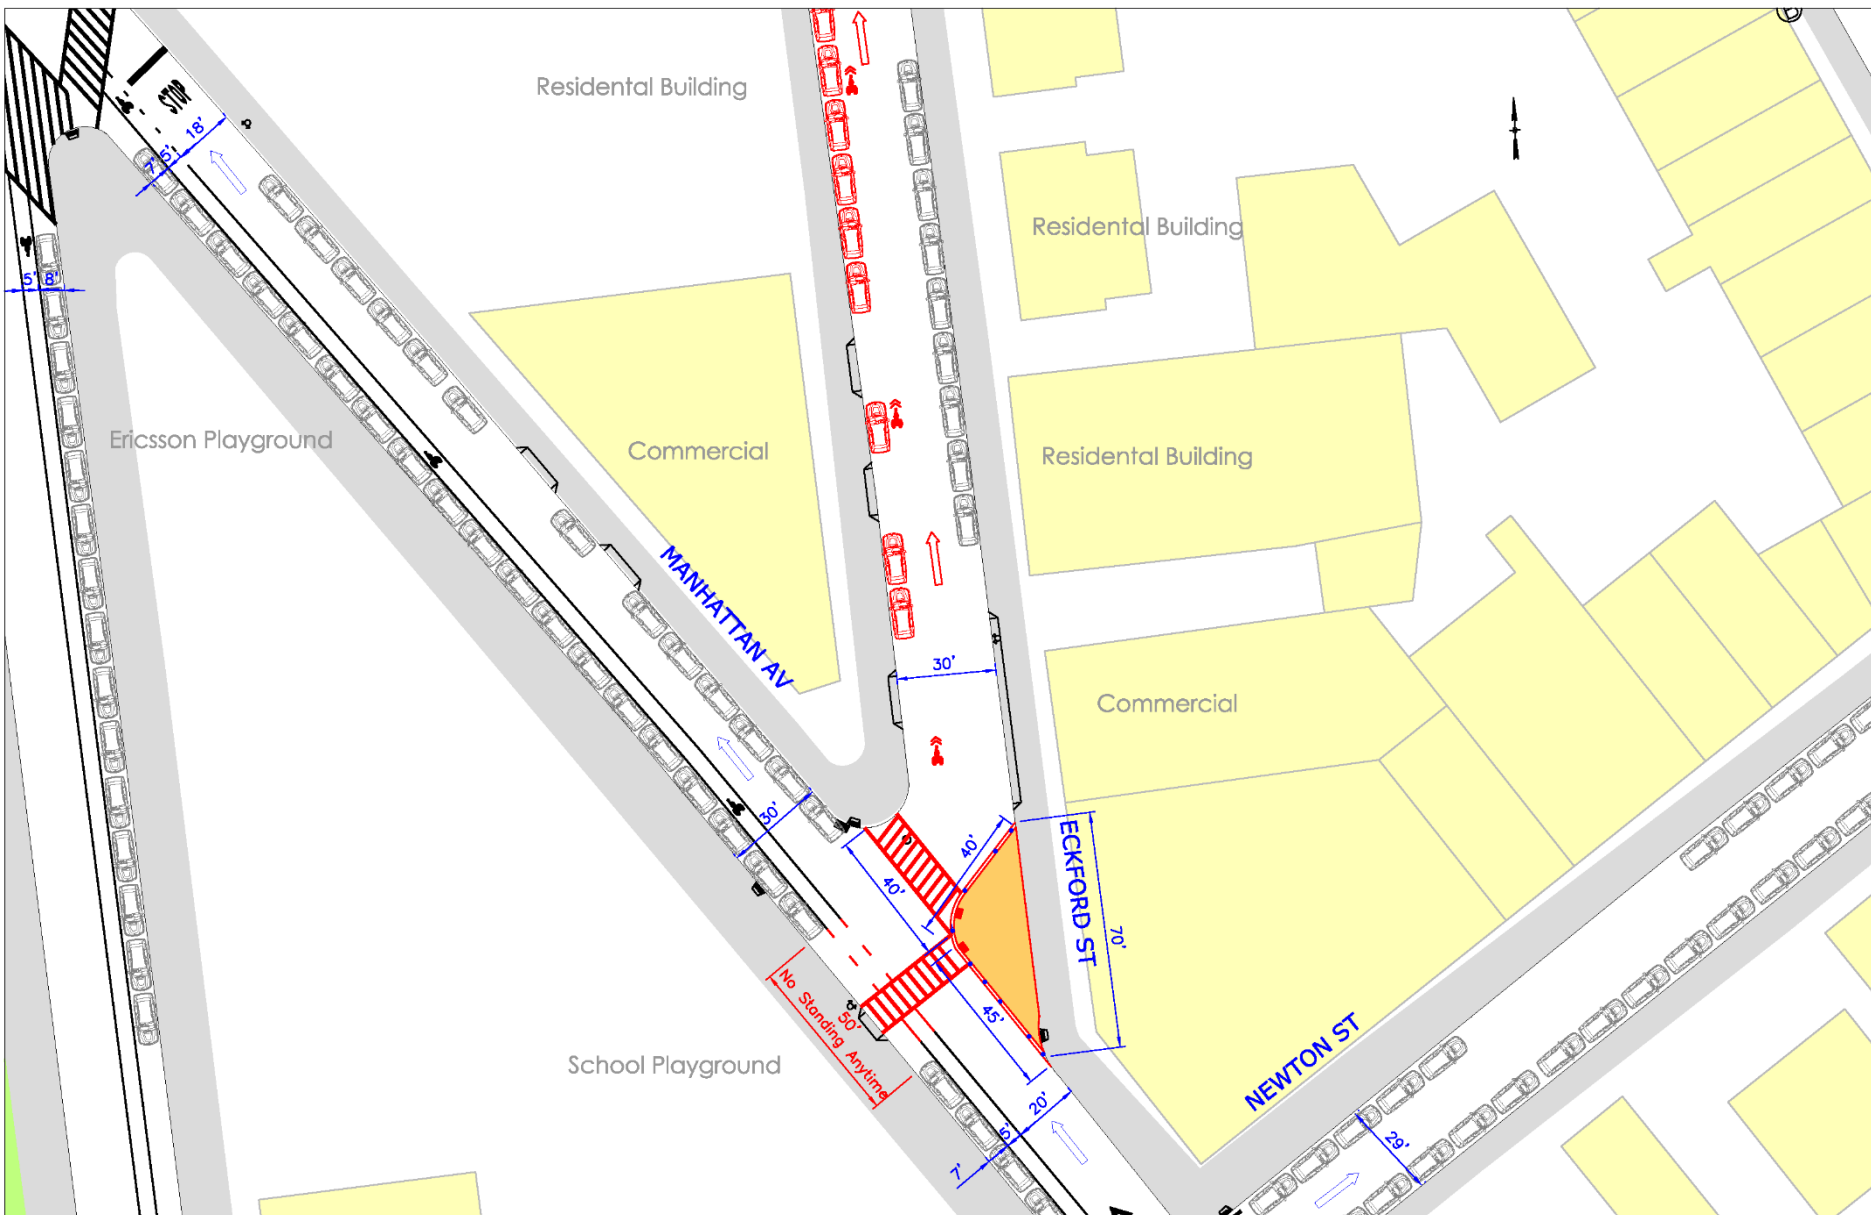 B
Residental Building
STOP
18'
5'
7'
Residental Building
5'
8'
Ericsson Playground
Commercial
Residental Building
MANHATTAN AV
30'
Commercial
30'
ECKFORD ST
40'
40'
70'
No Standing Anytime
50'
45'
School Playground
NEWTON ST
20'
5'
7'
29'